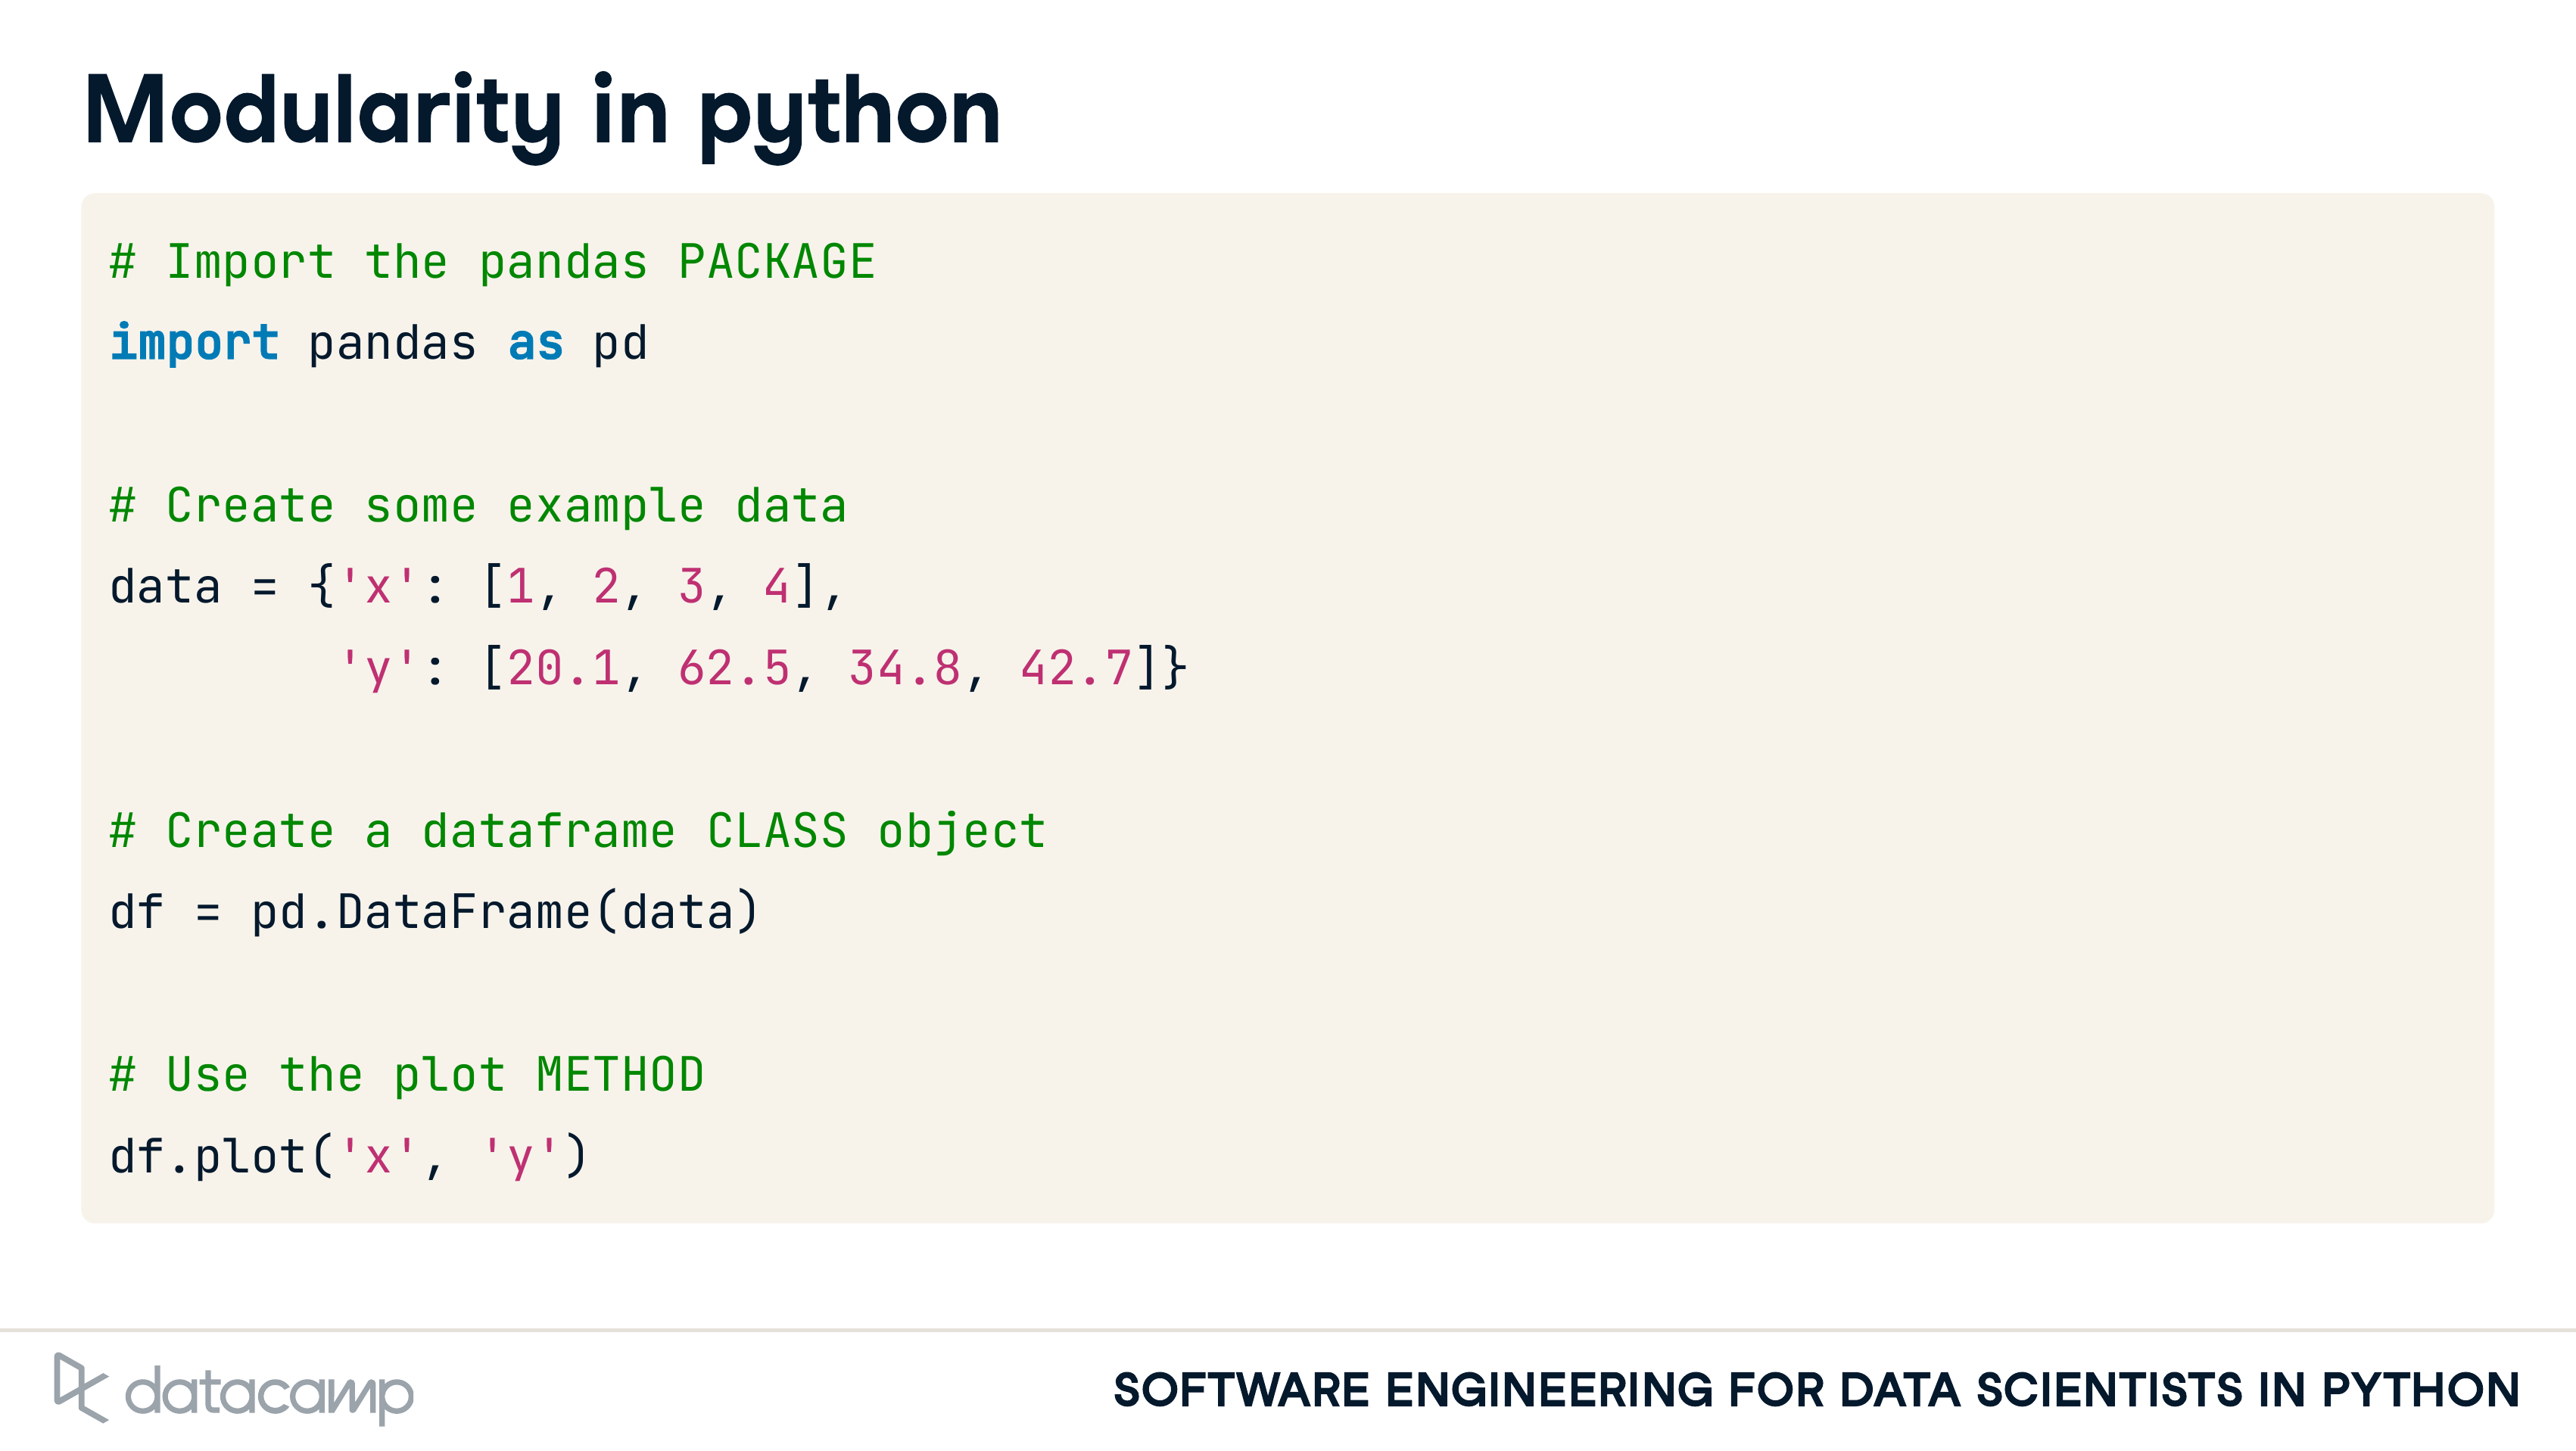 Modularity in python
# Import the pandas PACKAGE
import pandas as pd
# Create some example data
data = {'x': [1, 2, 3, 4],
        'y': [20.1, 62.5, 34.8, 42.7]}
# Create a dataframe CLASS object
df = pd.DataFrame(data)
# Use the plot METHOD
df.plot('x', 'y')
datacamp
SOFTWARE ENGINEERING FOR DATA SCIENTISTS IN PYTHON